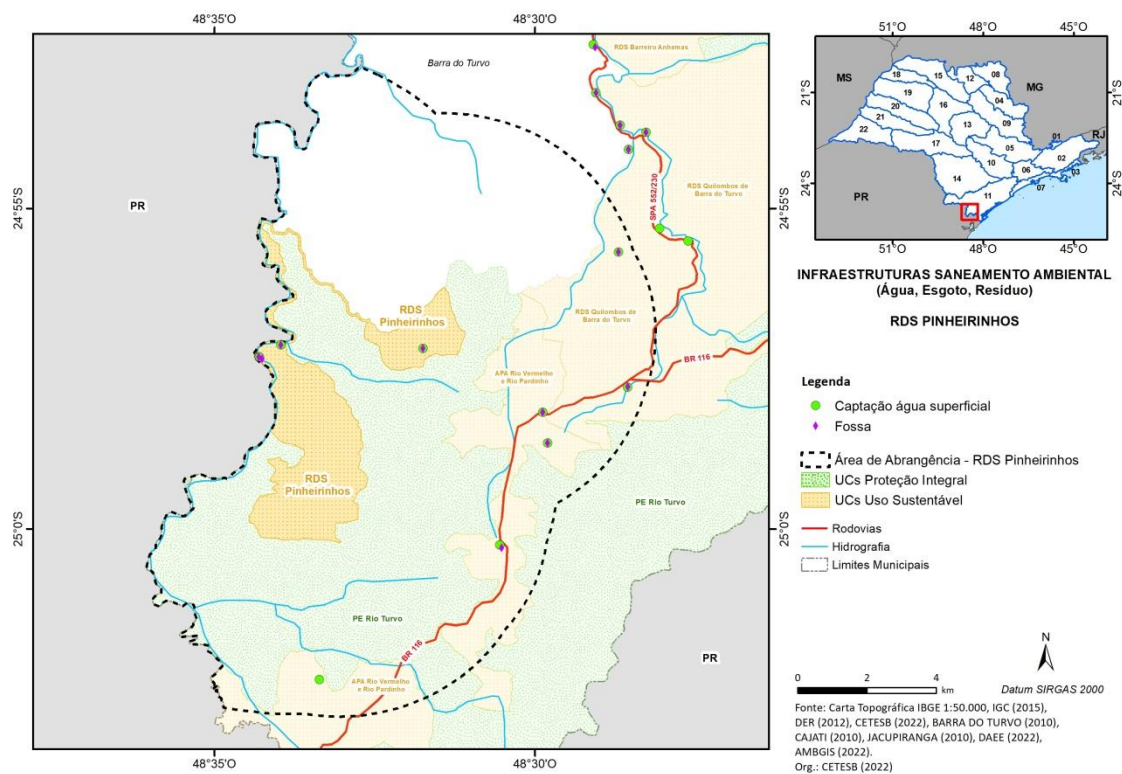 48°35'O
48°30'O
Barra do Turvo
RDS Barreiro Anhemas
PR
24°55'S
24°55'S
SPA 552/230
RDS Quilombos de
Barra do Turvo
RDS
Pinheirinhos
RDS Quilombos de
Barra do Turvo
BR 116
APA Rio Vermelho
e Rio Pardinho
RDS
Pinheirinhos
PE Rio Turvo
25°0'S
25°0'S
PE Rio Turvo
BR 116
PR
APA Rio Vermelho
e Rio Pardinho
48°35'O
48°30'O
51°O
48°O
45°O
MS
MG
RJ
PR
21°S
21°S
24°S
24°S
18
15
12
08
19
16
04
20
09
21
13
22
17
05
01
10
06
02
03
14
07
11
51°O
48°O
45°O
INFRAESTRUTURAS SANEAMENTO AMBIENTAL
(Água, Esgoto, Resíduo)
RDS PINHEIRINHOS
Legenda
Captação água superficial
Fossa
Área de Abrangência - RDS Pinheirinhos
UCs Proteção Integral
UCs Uso Sustentável
Rodovias
Hidrografia
Limites Municipais
N
0 2 4
km
Datum SIRGAS 2000
Fonte: Carta Topográfica IBGE 1:50.000, IGC (2015),
DER (2012), CETESB (2022), BARRA DO TURVO (2010),
CAJATI (2010), JACUPIRANGA (2010), DAEE (2022),
AMBGIS (2022).
Org.: CETESB (2022)